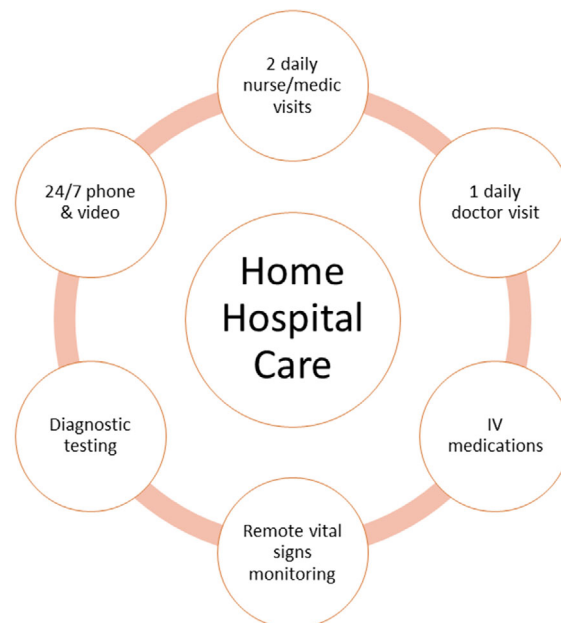 2 daily
nurse/medic
visits
24/7 phone
& video
1 daily
doctor visit
Home
Hospital
Care
Diagnostic
testing
IV
medications
Remote vital
signs
monitoring